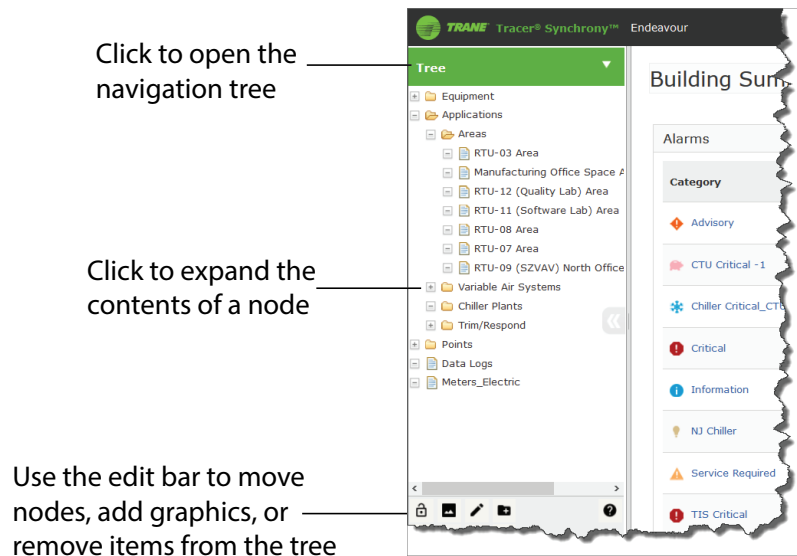 TRANE Tracer® Synchrony™ Endeavour
Click to open the
navigation tree
Tree
Building Sum
Equipment
Applications
Areas
RTU-03 Area
Manufacturing Office Space A
RTU-12 (Quality Lab) Area
RTU-11 (Software Lab) Area
RTU-08 Area
RTU-07 Area
RTU-09 (SZVAV) North Office
Click to expand the
contents of a node
Variable Air Systems
Chiller Plants
Trim/Respond
Points
Data Logs
Meters_Electric
Alarms
Category
Advisory
CTU Critical -1
Chiller Critical_CTU
Critical
Information
NJ Chiller
Service Required
TIS Critical
Use the edit bar to move
nodes, add graphics, or
remove items from the tree